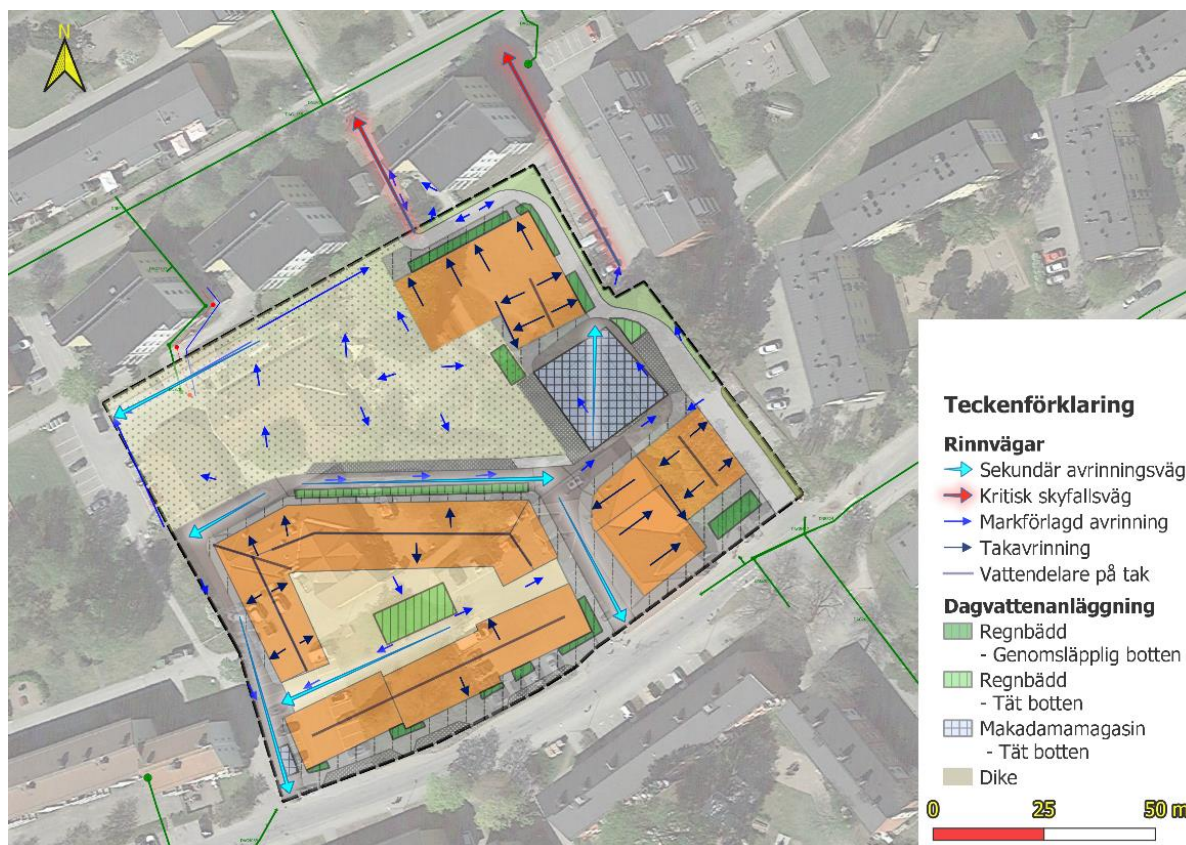 N
Teckenförklaring
Rinnvägar
Sekundär avrinningsväg
Kritisk skyfallsväg
Markförlagd avrinning
Takavrinning
Vattendelare på tak
Dagvattenanläggning
Regnbädd
- Genomsläpplig botten
Regnbädd
- Tät botten
Makadamamagasin
- Tät botten
Dike
0 25 50 m